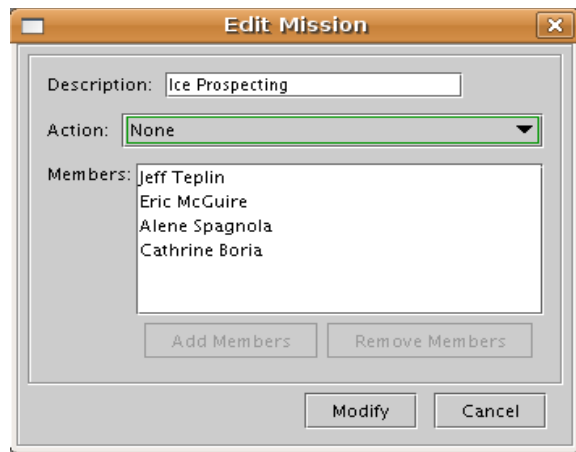 Edit Mission
Description: Ice Prospecting
Action: None
Members: Jeff Teplin
Eric McGuire
Alene Spagnola
Cathrine Boria
Add Members Remove Members
Modify Cancel